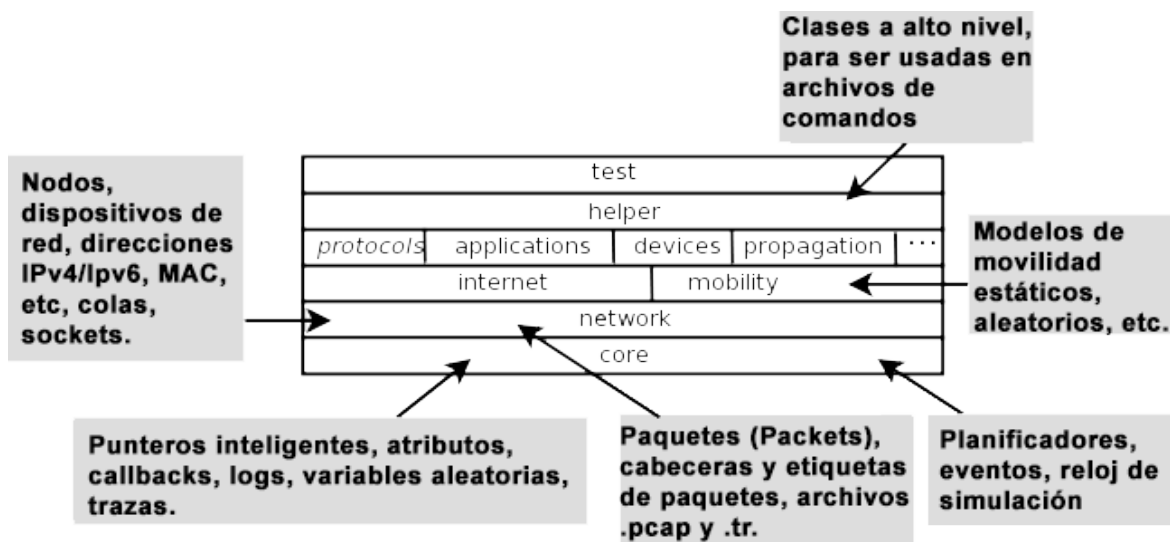 Clases a alto nivel,
para ser usadas en
archivos de
comandos
Nodos,
dispositivos de
red, direcciones
IPv4/Ipv6, MAC,
etc, colas,
sockets.
test
helper
protocols applications devices propagation ...
internet mobility
network
core
Modelos de
movilidad
estáticos,
aleatorios, etc.
Punteros inteligentes, atributos,
callbacks, logs, variables aleatorias,
trazas.
Paquetes (Packets),
cabeceras y etiquetas
de paquetes, archivos
.pcap y .tr.
Planificadores,
eventos, reloj de
simulación